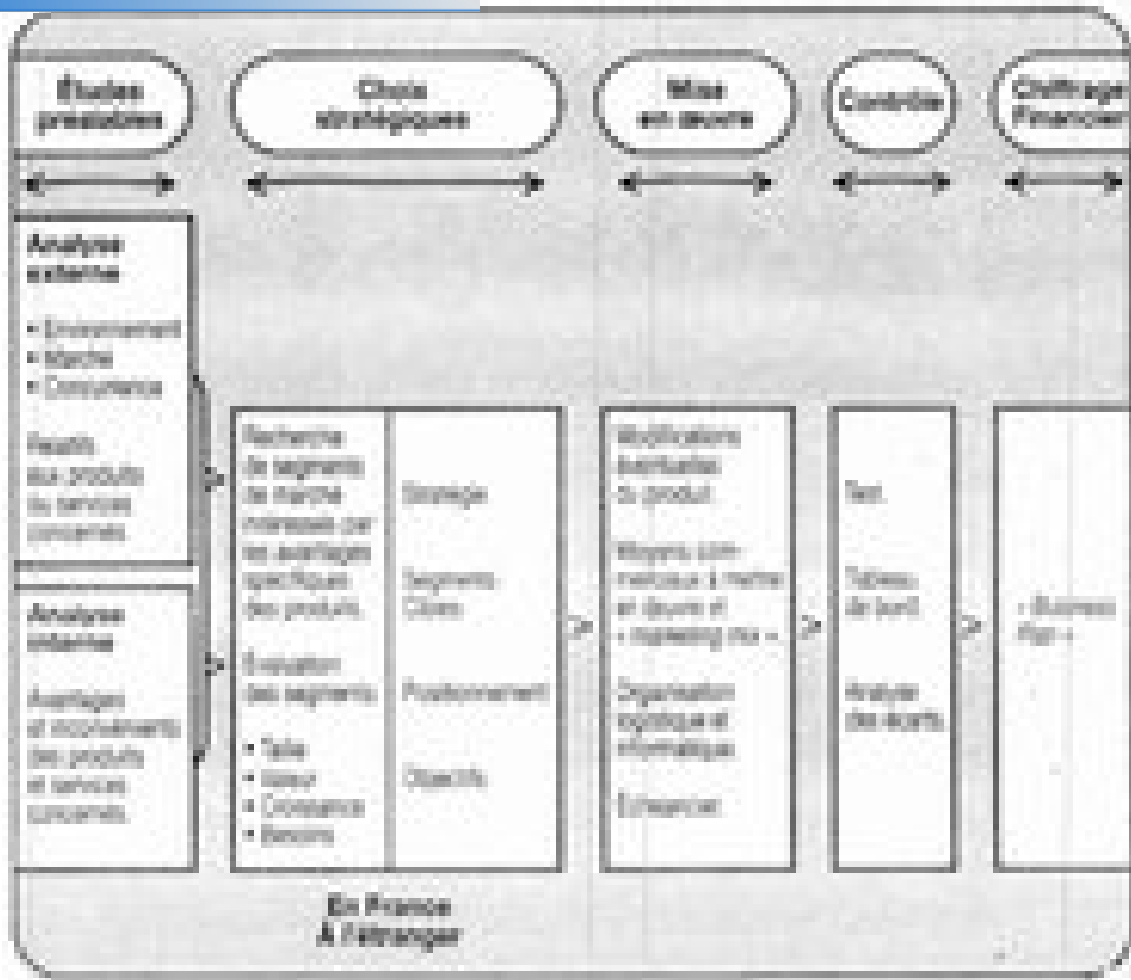 Études
préalables
Choix
stratégiques
Mise
en œuvre
Contrôle
Chiffrage
Financier
Analyse
externe
• Environnement
• Marché
• Concurrence
Relatifs
aux produits
ou services
concernés
Analyse
interne
Avantages
et inconvénients
des produits
et services
concernés
Recherche
de segments
de marché
intéressés par
les avantages
spécifiques
des produits
Évaluation
des segments
• Taille
• Valeur
• Croissance
• Besoins
Stratégie
Segments
Cibles
Positionnement
Objectifs
Modifications
éventuelles
du produit
Moyens com-
merciaux à mettre
en œuvre et
« marketing mix »
Organisation
logistique et
informatique
Échéancier
Test
Tableau
de bord
Analyse
des écarts
« Business
Plan »
En France
À l'étranger